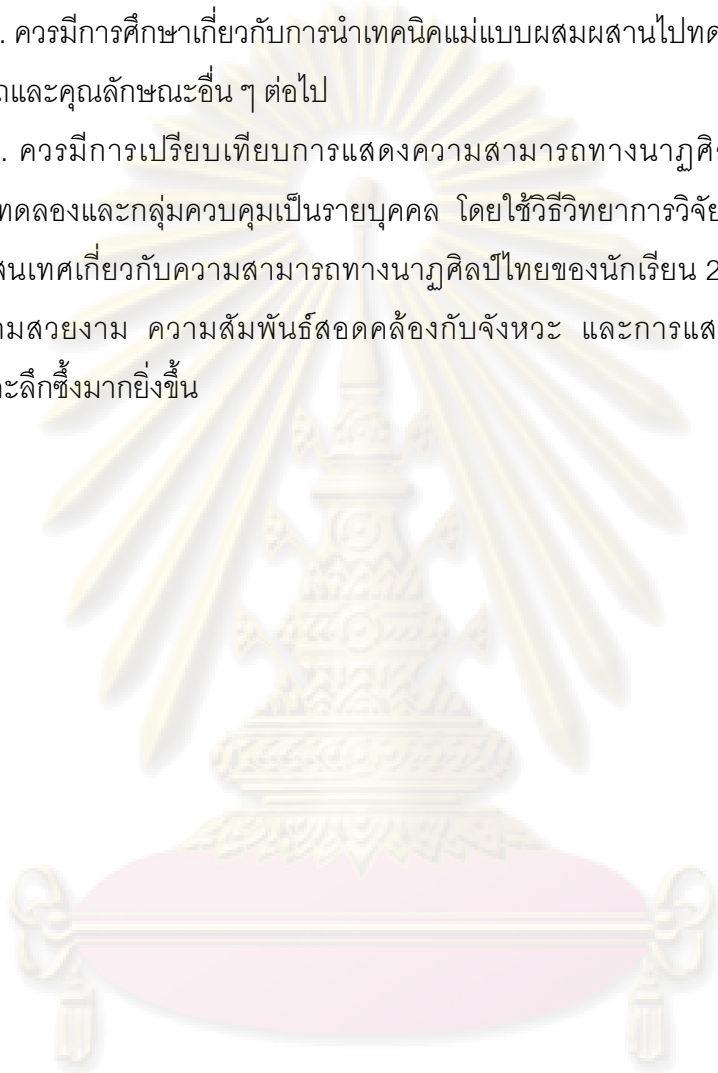 . ควรมีการศึกษาเกี่ยวกับการนำเทคนิคแม่แบบผสมผสานไปทด
และคุณลักษณะอื่น ๆ ต่อไป
. ควรมีการเปรียบเทียบการแสดงความสามารถทางนาฏศิ
ทดลองและกลุ่มควบคุมเป็นรายบุคคล โดยใช้วิธีวิทยาการวิจัย
สนเทศเกี่ยวกับความสามารถทางนาฏศิลป์ไทยของนักเรียน 2
ามสวยงาม ความสัมพันธ์สอดคล้องกับจังหวะ และการแส
ะลึกซึ้งมากยิ่งขึ้น